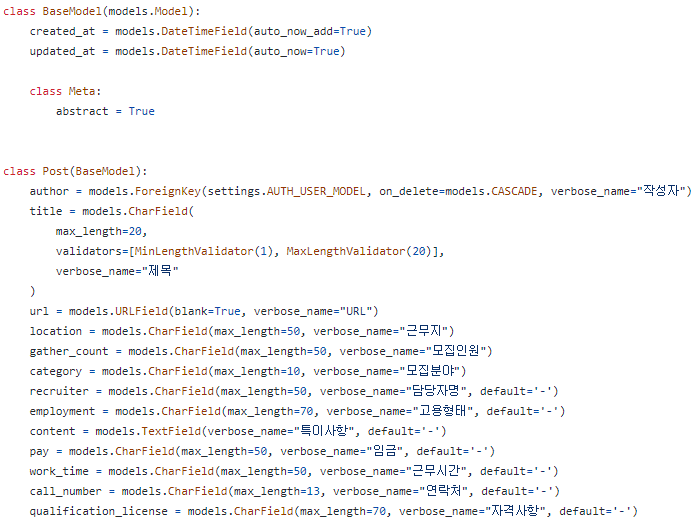 class BaseModel(models.Model):
    created_at = models.DateTimeField(auto_now_add=True)
    updated_at = models.DateTimeField(auto_now=True)

    class Meta:
        abstract = True


class Post(BaseModel):
    author = models.ForeignKey(settings.AUTH_USER_MODEL, on_delete=models.CASCADE, verbose_name="작성자")
    title = models.CharField(
        max_length=20,
        validators=[MinLengthValidator(1), MaxLengthValidator(20)],
        verbose_name="제목"
    )
    url = models.URLField(blank=True, verbose_name="URL")
    location = models.CharField(max_length=50, verbose_name="근무지")
    gather_count = models.CharField(max_length=50, verbose_name="모집인원")
    category = models.CharField(max_length=10, verbose_name="모집분야")
    recruiter = models.CharField(max_length=50, verbose_name="담당자명", default='-')
    employment = models.CharField(max_length=70, verbose_name="고용형태", default='-')
    content = models.TextField(verbose_name="특이사항", default='-')
    pay = models.CharField(max_length=50, verbose_name="임금", default='-')
    work_time = models.CharField(max_length=50, verbose_name="근무시간", default='-')
    call_number = models.CharField(max_length=13, verbose_name="연락처", default='-')
    qualification_license = models.CharField(max_length=70, verbose_name="자격사항", default='-')